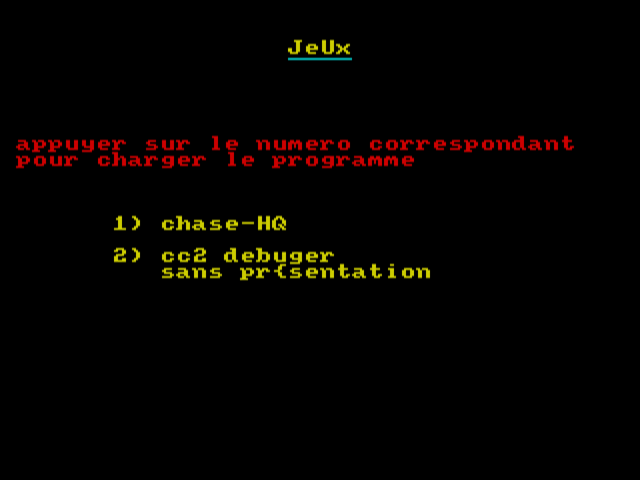 JeUx
appuyer sur le numero correspondant
pour charger le programme
1) chase-HQ
2) cc2 debuger
sans pr{sentation